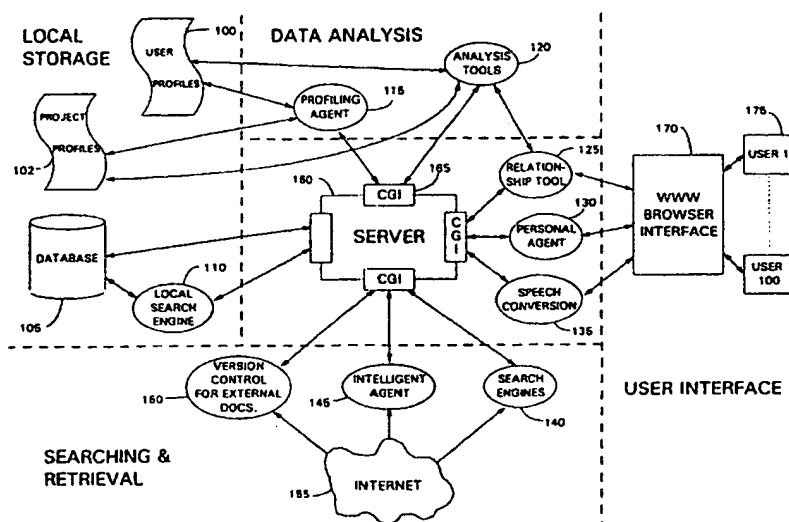 LOCAL
STORAGE
100
USER
PROFILES
DATA ANALYSIS
ANALYSIS
TOOLS
120
PROFILING
AGENT
115
PROJECT
PROFILES
102
125
RELATION-
SHIP TOOL
170
175
USER 1
WWW
BROWSER
INTERFACE
USER 100
160
CGI
165
SERVER
CGI
CGI
130
PERSONAL
AGENT
SPEECH
CONVERSION
135
DATABASE
105
110
LOCAL
SEARCH
ENGINE
VERSION
CONTROL
FOR EXTERNAL
DOCS.
INTELLIGENT
AGENT
145
SEARCH
ENGINES
140
USER INTERFACE
SEARCHING &
RETRIEVAL
INTERNET
155